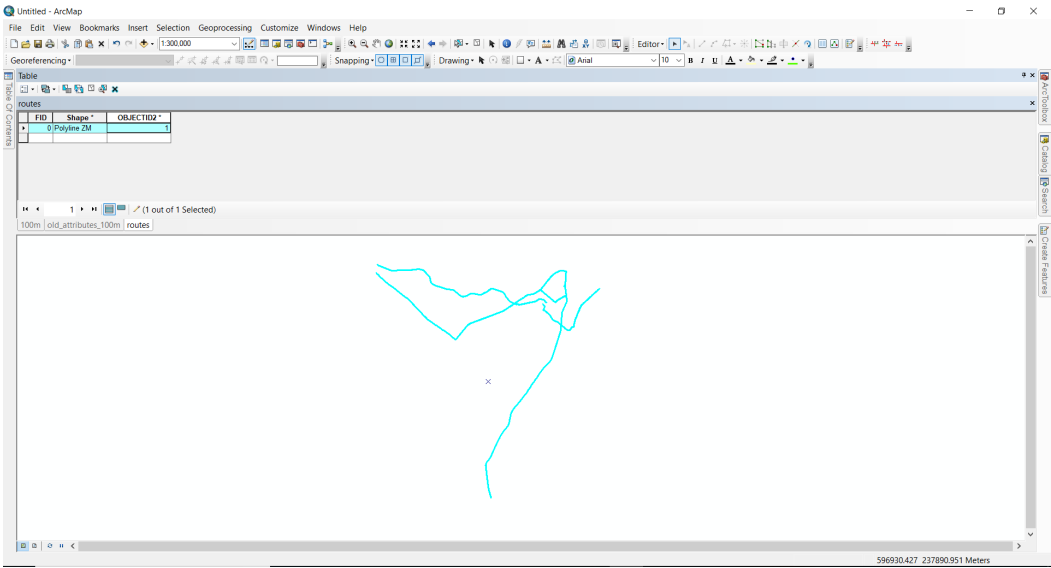 Untitled - ArcMap
File Edit View Bookmarks Insert Selection Geoprocessing Customize Windows Help
1:300,000 Editor
Georeferencing Snapping Drawing Arial 10 B I U A
Table
routes
FID Shape * OBJECTID2 *
0 Polyline ZM 1
1 (1 out of 1 Selected)
100m old_attributes_100m routes
Table Of Contents
ArcToolbox
Catalog
Search
Create Features
596930.427 237890.951 Meters